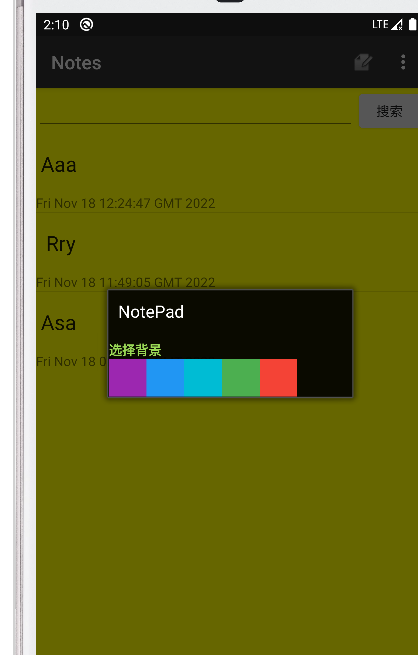 2:10 LTE
Notes
搜索
Aaa
Fri Nov 18 12:24:47 GMT 2022
Rry
Fri Nov 18 11:49:05 GMT 2022
Asa
Fri Nov 18 0
NotePad
选择背景